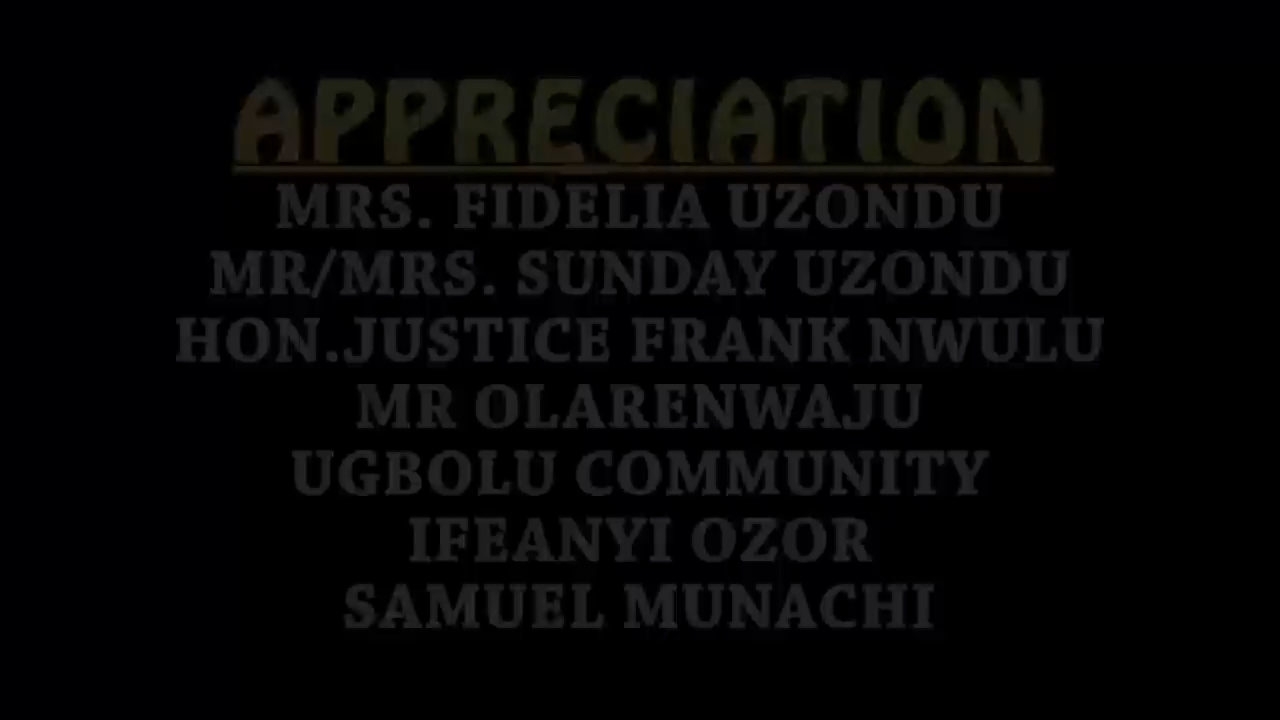 APPRECIATION
MRS. FIDELIA UZONDU
MR/MRS. SUNDAY UZONDU
HON.JUSTICE FRANK NWULU
MR OLARENWAJU
UGBOLU COMMUNITY
IFEANYI OZOR
SAMUEL MUNACHI